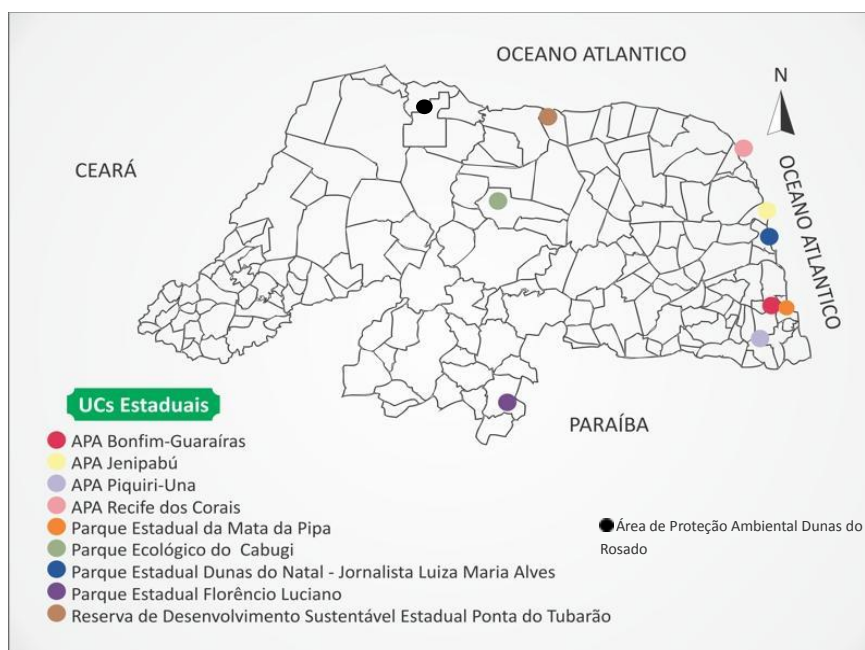 OCEANO ATLANTICO
N
CEARÁ
OCEANO ATLANTICO
PARAÍBA
UCs Estaduais
APA Bonfim-Guaraíras
APA Jenipabú
APA Piquiri-Una
APA Recife dos Corais
Parque Estadual da Mata da Pipa
Parque Ecológico do Cabugi
Parque Estadual Dunas do Natal - Jornalista Luiza Maria Alves
Parque Estadual Florêncio Luciano
Reserva de Desenvolvimento Sustentável Estadual Ponta do Tubarão
Área de Proteção Ambiental Dunas do
Rosado